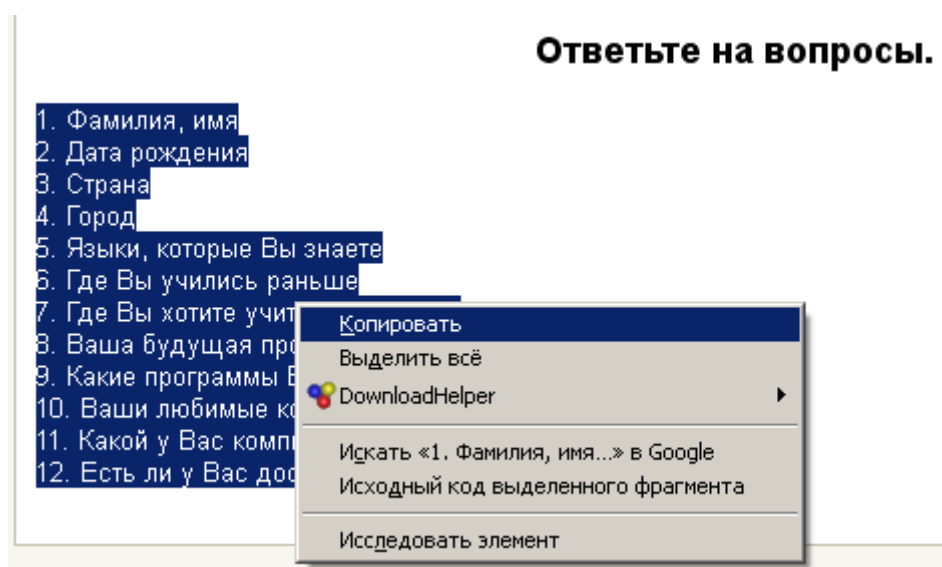 Ответьте на вопросы.
1. Фамилия, имя
2. Дата рождения
3. Страна
4. Город
5. Языки, которые Вы знаете
6. Где Вы учились раньше
7. Где Вы хотите
8. Ваша будущая
9. Какие программы
10. Ваши любимые
11. Какой у Вас
12. Есть ли у Вас
Копировать
Выделить всё
DownloadHelper
Искать «1. Фамилия, имя...» в Google
Исходный код выделенного фрагмента
Исследовать элемент